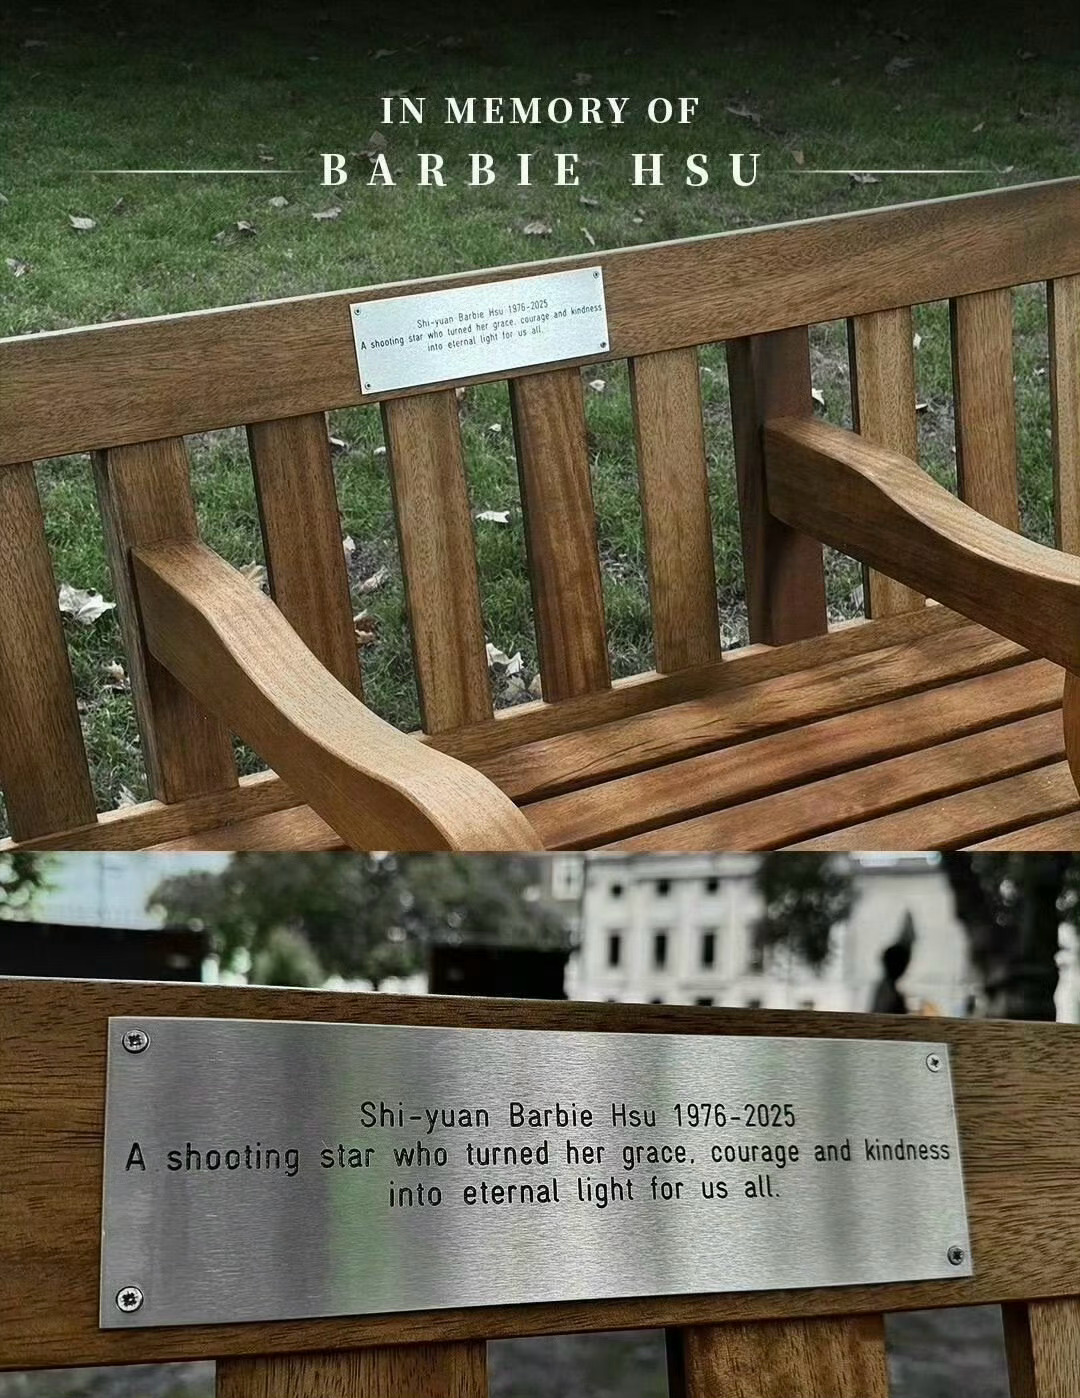 IN MEMORY OF
BARBIE HSU
Shi-yuan Barbie Hsu 1976-2025
A shooting star who turned her grace, courage and kindness
into eternal light for us all.
Shi-yuan Barbie Hsu 1976-2025
A shooting star who turned her grace, courage and kindness
into eternal light for us all.